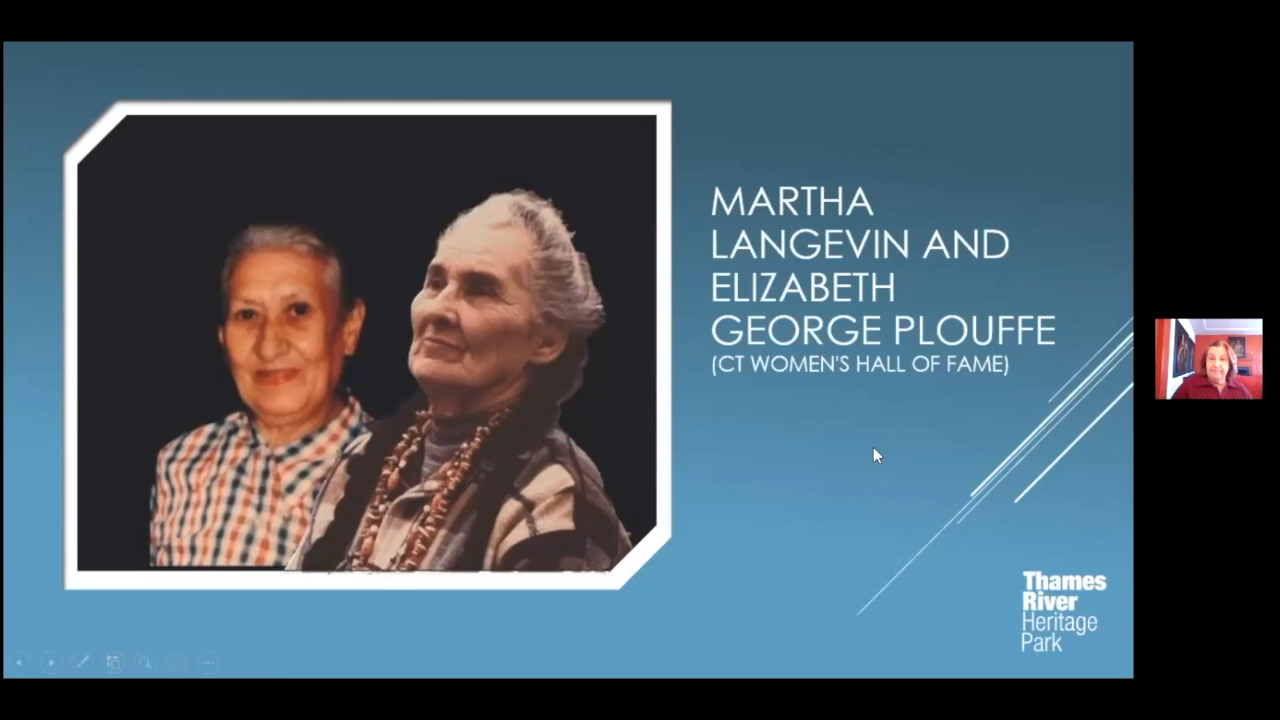 MARTHA
LANGEVIN AND
ELIZABETH
GEORGE PLOUFFE
(CT WOMEN'S HALL OF FAME)
Thames
River
Heritage
Park